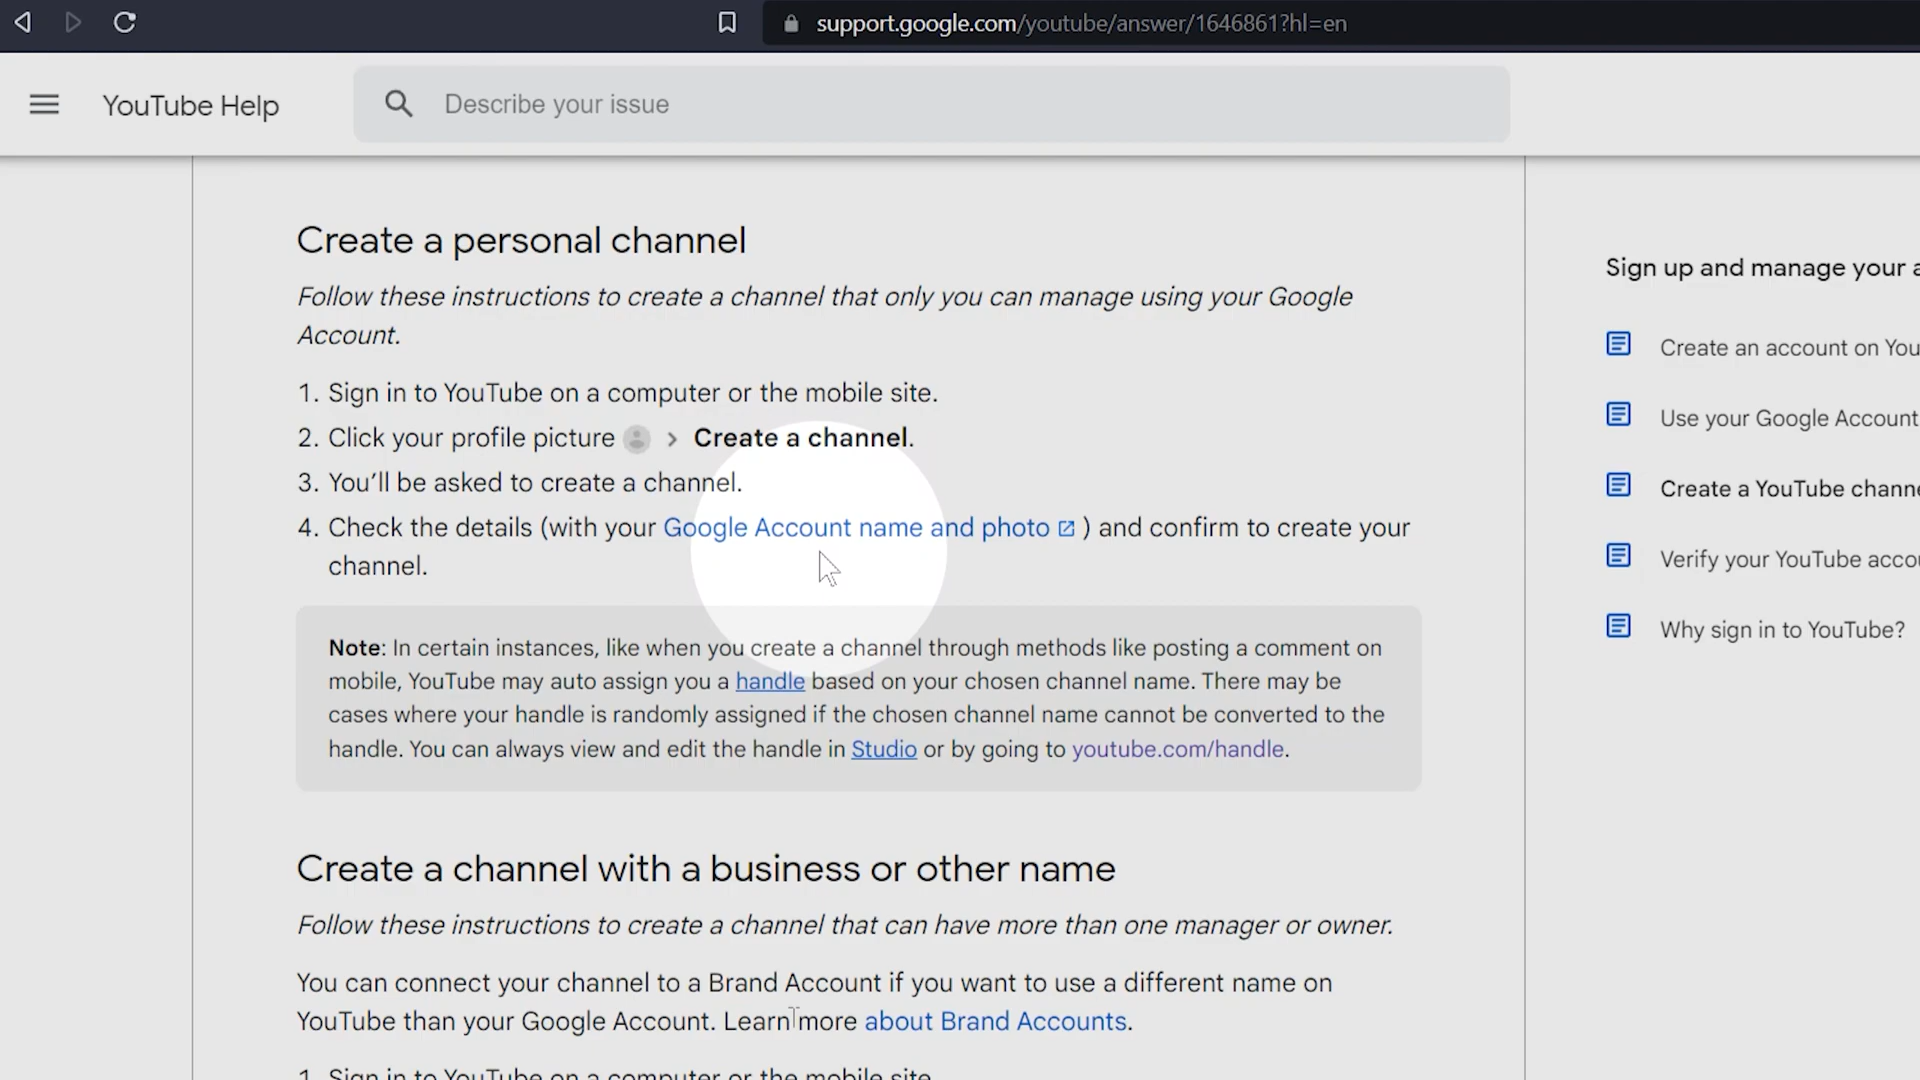 support.google.com/youtube/answer/1646861?hl=en
YouTube Help
Describe your issue
Create a personal channel
Follow these instructions to create a channel that only you can manage using your Google
Account.
1. Sign in to YouTube on a computer or the mobile site.
2. Click your profile picture > Create a channel.
3. You’ll be asked to create a channel.
4. Check the details (with your Google Account name and photo ) and confirm to create your
channel.
Note: In certain instances, like when you create a channel through methods like posting a comment on
mobile, YouTube may auto assign you a handle based on your chosen channel name. There may be
cases where your handle is randomly assigned if the chosen channel name cannot be converted to the
handle. You can always view and edit the handle in Studio or by going to youtube.com/handle.
Create a channel with a business or other name
Follow these instructions to create a channel that can have more than one manager or owner.
You can connect your channel to a Brand Account if you want to use a different name on
YouTube than your Google Account. Learn more about Brand Accounts.
1. Sign in to YouTube on a computer or the mobile site.
Sign up and manage your a
Create an account on You
Use your Google Account
Create a YouTube channe
Verify your YouTube accou
Why sign in to YouTube?